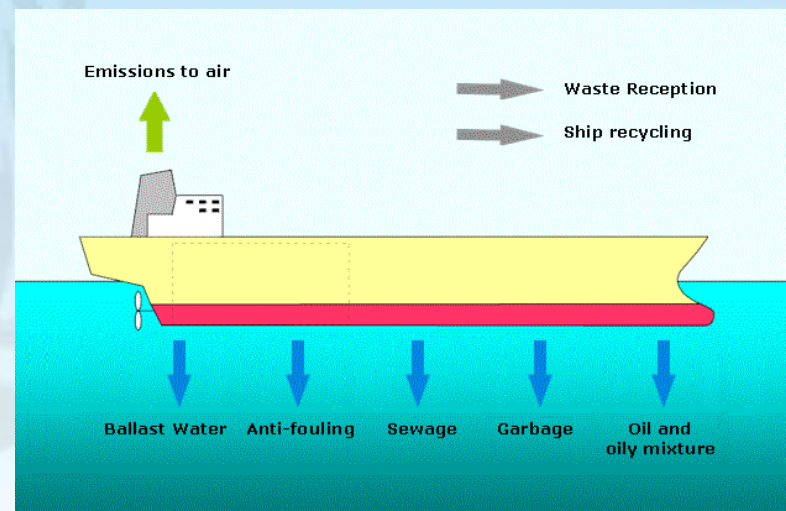 Emissions to air
Waste Reception
Ship recycling
Ballast Water
Anti-fouling
Sewage
Garbage
Oil and
oily mixture